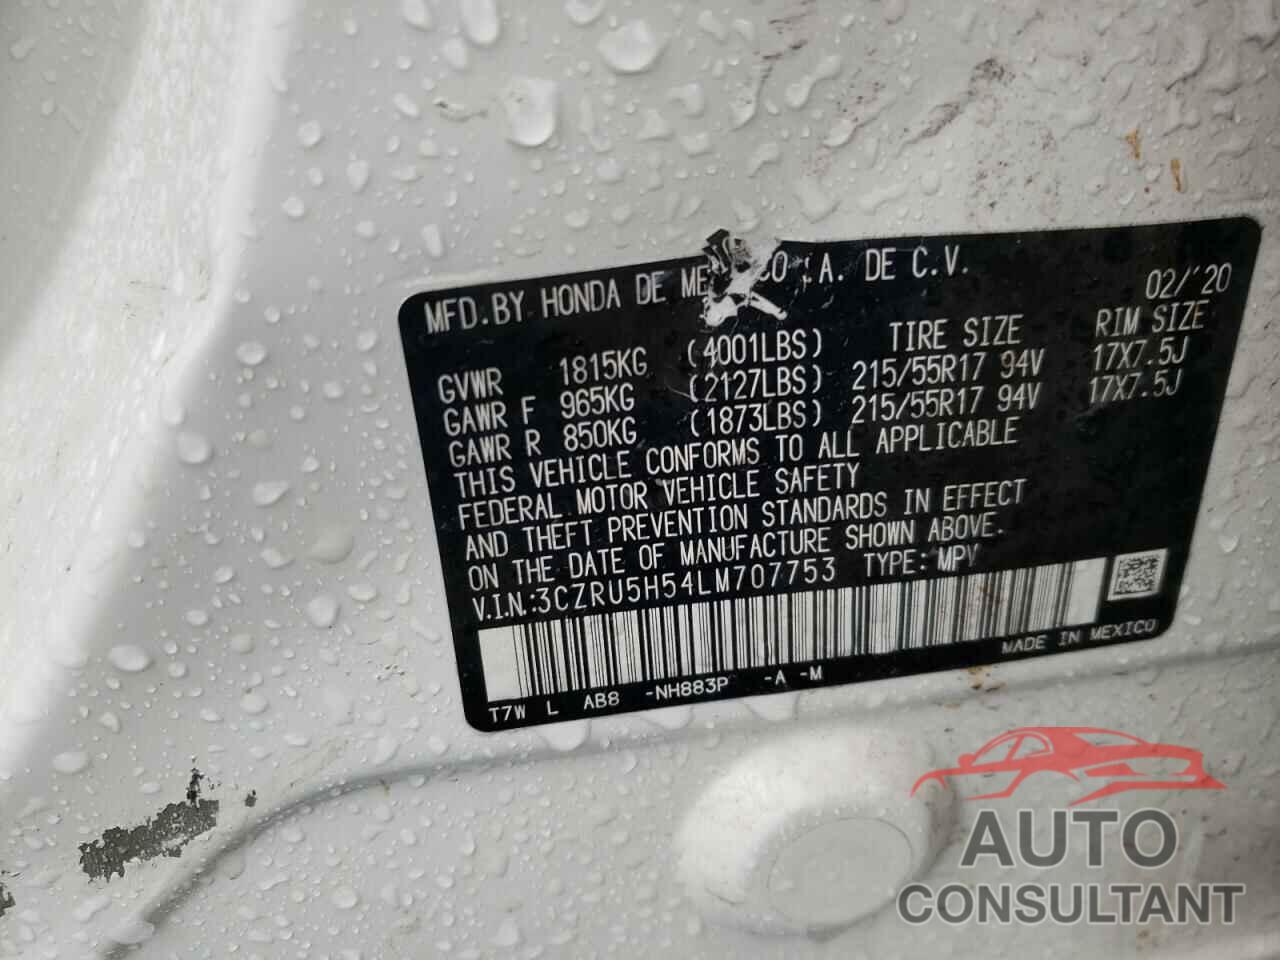 MFD.BY HONDA DE MEXICO .A. DE C.V.
02/'20
GVWR 1815KG (4001LBS) TIRE SIZE RIM SIZE
GAWR F 965KG (2127LBS) 215/55R17 94V 17X7.5J
GAWR R 850KG (1873LBS) 215/55R17 94V 17X7.5J
THIS VEHICLE CONFORMS TO ALL APPLICABLE
FEDERAL MOTOR VEHICLE SAFETY
AND THEFT PREVENTION STANDARDS IN EFFECT
ON THE DATE OF MANUFACTURE SHOWN ABOVE.
V.I.N.:3CZRU5H54LM707753 TYPE: MPV
T7W L AB8 -NH883P -A -M MADE IN MEXICO
AUTO
CONSULTANT